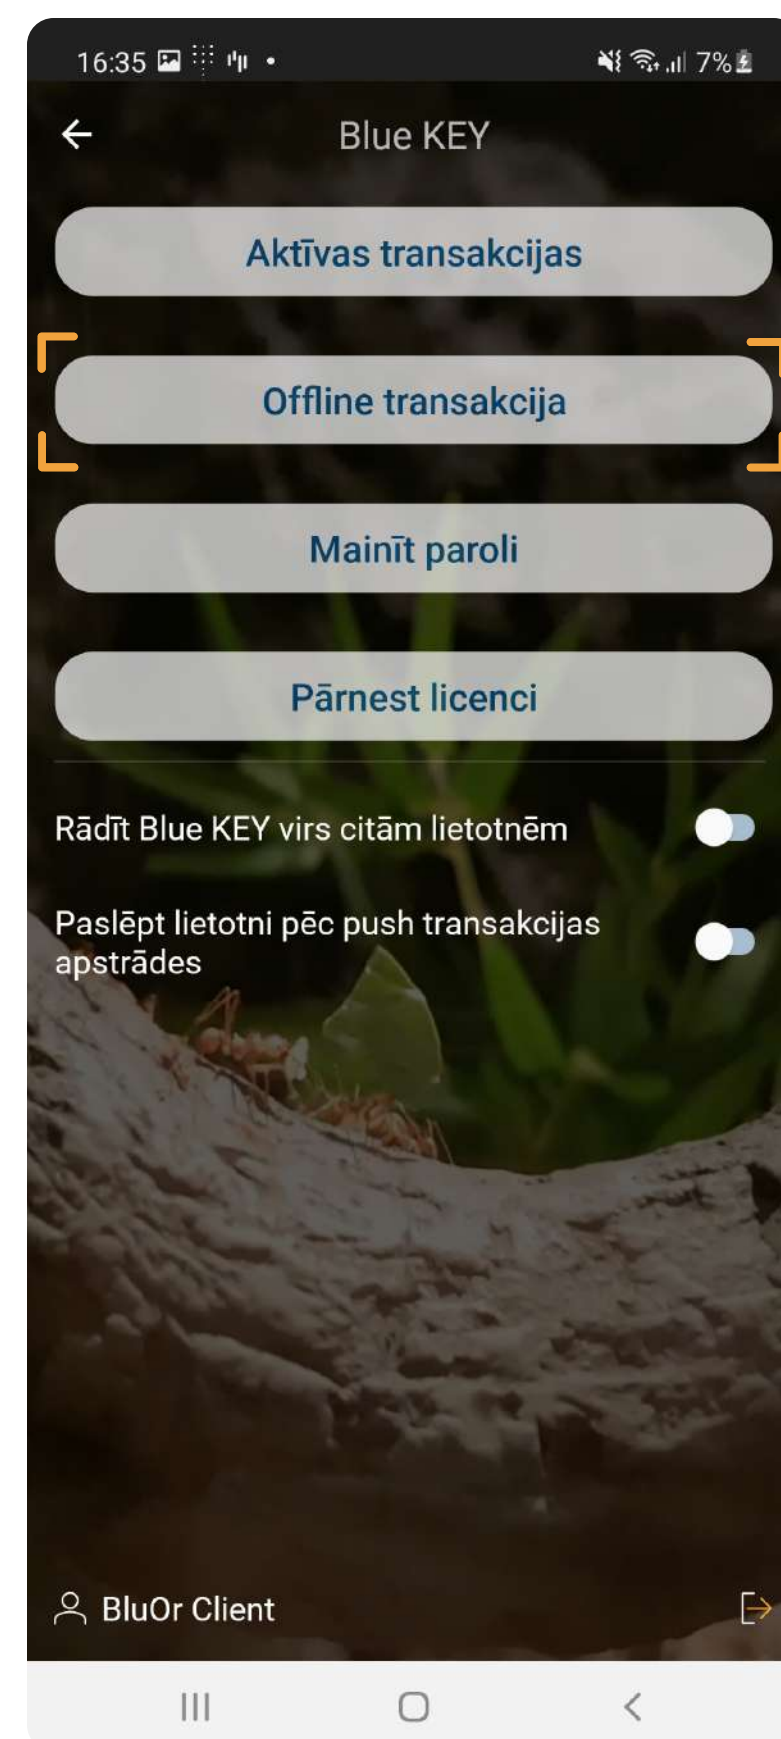 16:35 7%
Blue KEY
Aktīvas transakcijas
Offline transakcija
Mainīt paroli
Pārnest licenci
Rādīt Blue KEY virs citām lietotnēm
Paslēpt lietotni pēc push transakcijas
apstrādes
BluOr Client